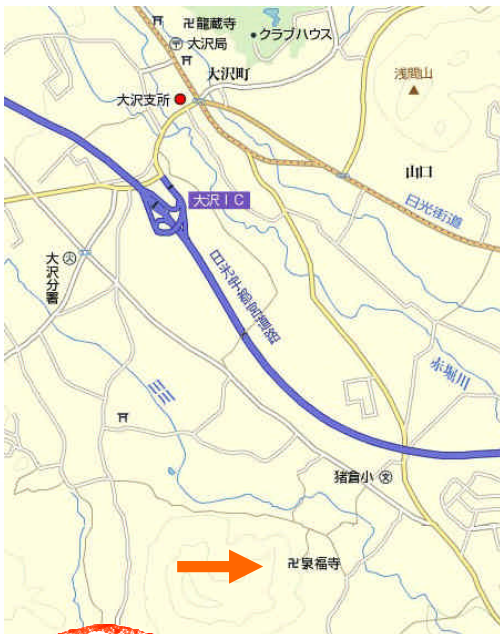 卍龍蔵寺
〒大沢局
クラブハウス
大沢町
浅間山
大沢支所
山口
大沢IC
日光街道
大沢分署
日光宇都宮道路
赤堀川
猪倉小
文
卍泉福寺